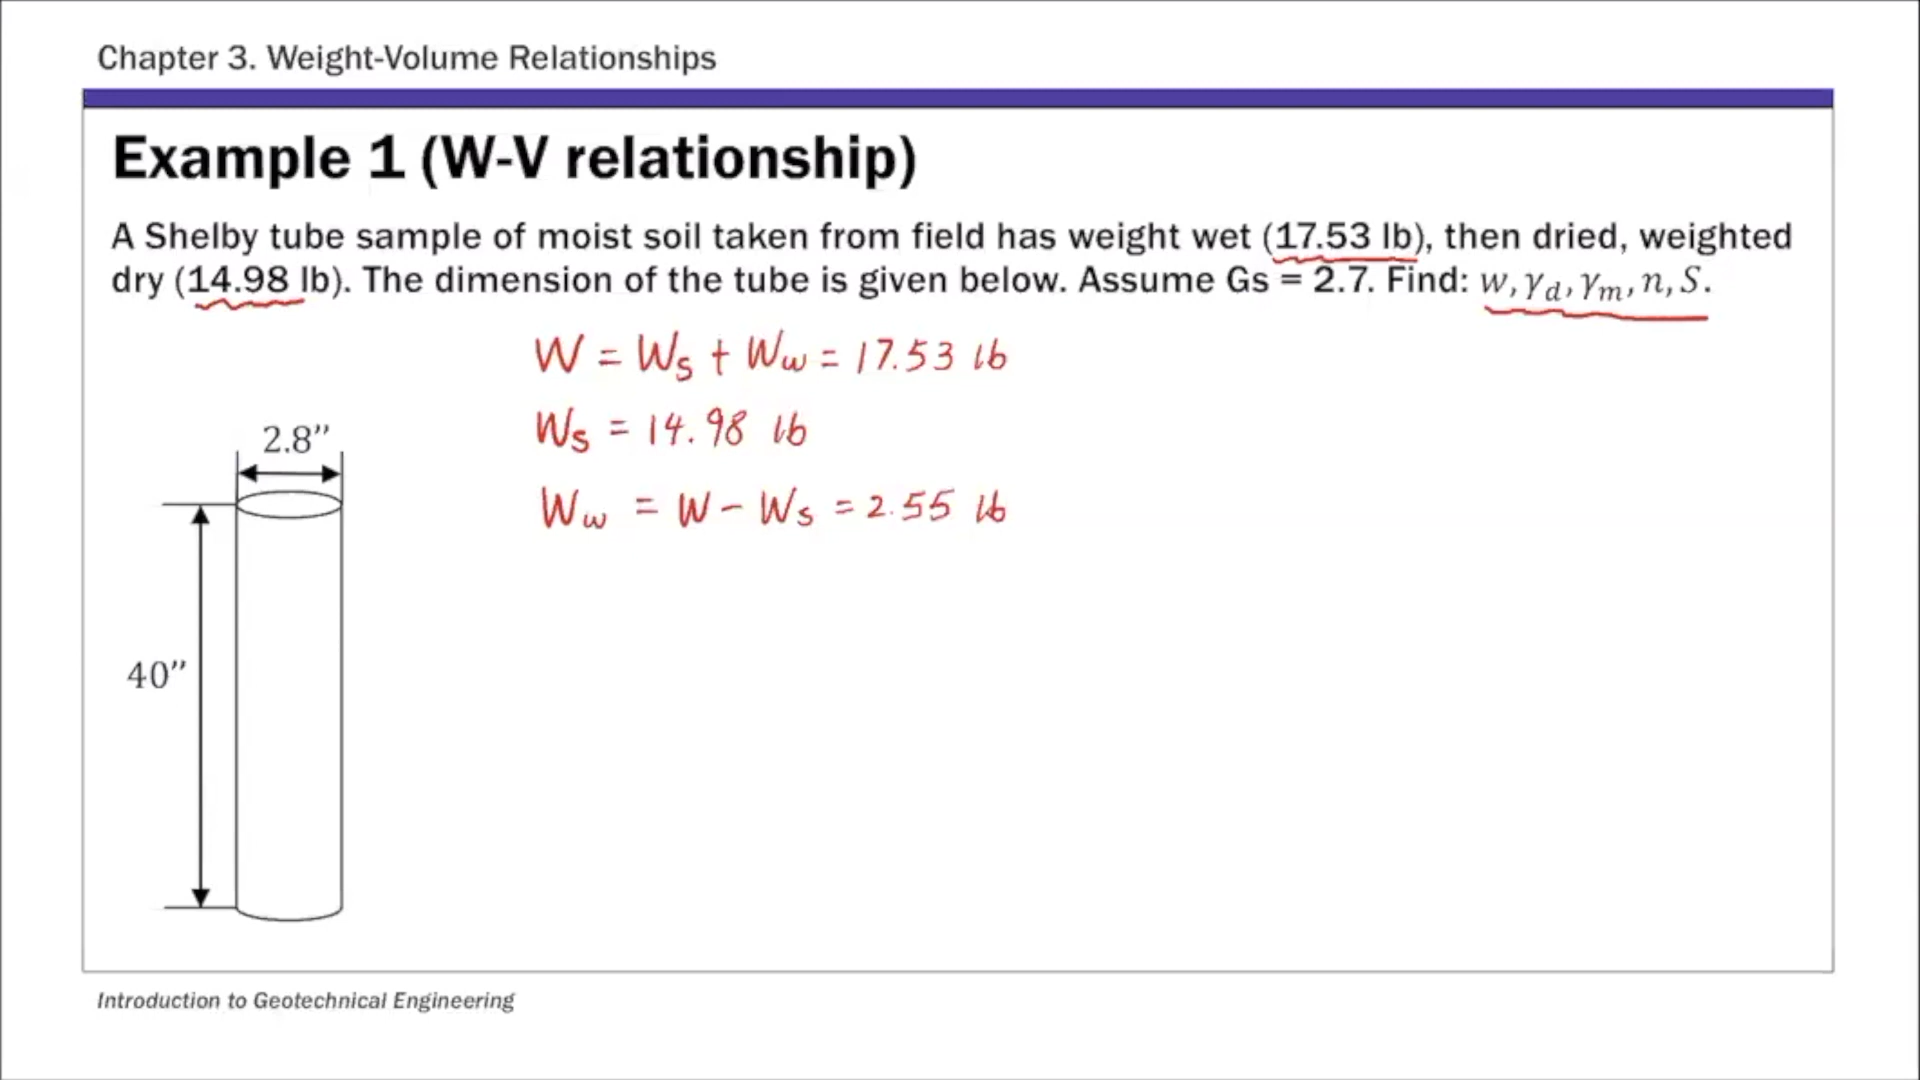 Chapter 3. Weight-Volume Relationships
Example 1 (W-V relationship)
A Shelby tube sample of moist soil taken from field has weight wet (17.53 lb), then dried, weighted
dry (14.98 lb). The dimension of the tube is given below. Assume Gs = 2.7. Find: w, γd, γm, n, S.
W = Ws + Ww = 17.53 lb
Ws = 14.98 lb
Ww = W - Ws = 2.55 lb
2.8”
40”
Introduction to Geotechnical Engineering